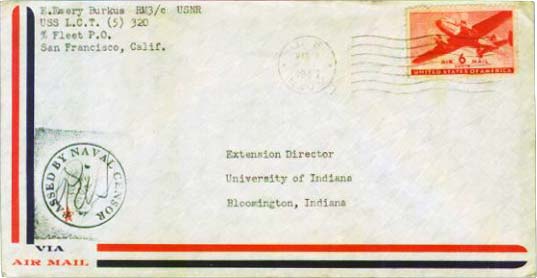 E.Emery Burkus RM3/c USNR
USS L.C.T. (5) 320
% Fleet P.O.
San Francisco, Calif.
6
AIR MAIL
UNITED STATES OF AMERICA
Extension Director
University of Indiana
Bloomington, Indiana
PASSED BY NAVAL CENSOR
VIA
AIR MAIL